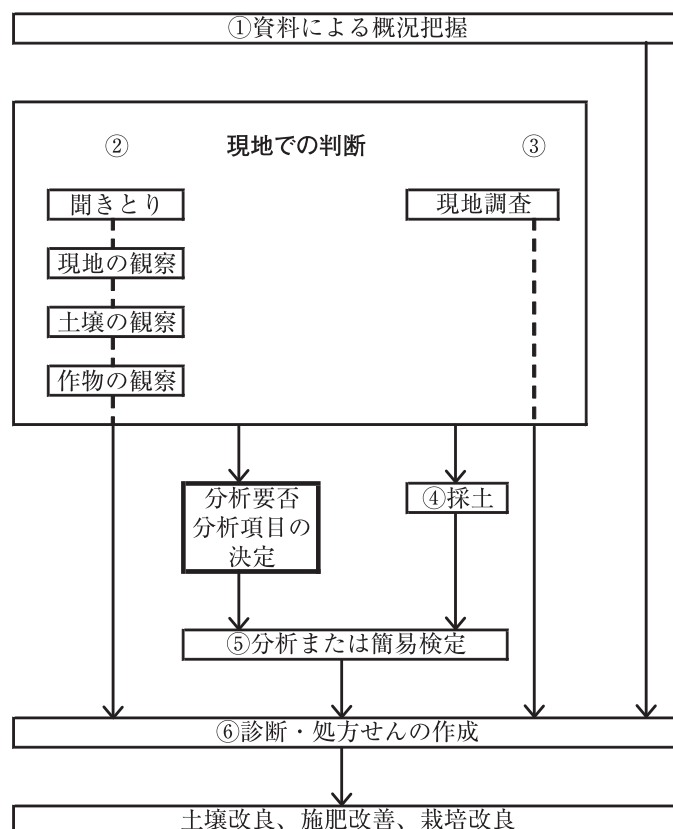 ①資料による概況把握
② 現地での判断 ③
聞きとり
現地調査
現地の観察
土壌の観察
作物の観察
分析要否
分析項目の
決定
④採土
⑤分析または簡易検定
⑥診断・処方せんの作成
土壌改良、施肥改善、栽培改良